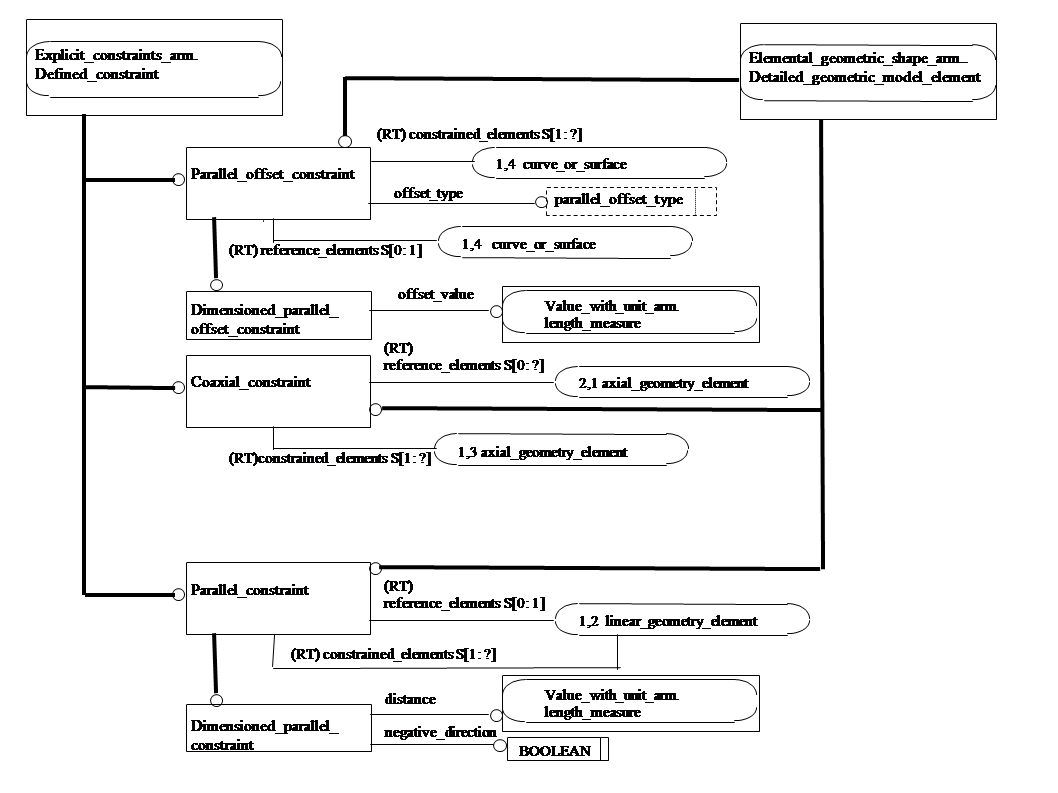 Explicit_constraints_arm.
Defined_constraint
Elemental_geometric_shape_arm.
Detailed_geometric_model_element
(RT) constrained_elements S[1:?]
Parallel_offset_constraint
1,4 curve_or_surface
offset_type
parallel_offset_type
(RT) reference_elements S[0:1]
1,4 curve_or_surface
Dimensioned_parallel_
offset_constraint
offset_value
Value_with_unit_arm.
length_measure
(RT)
reference_elements S[0:?]
Coaxial_constraint
2,1 axial_geometry_element
(RT)constrained_elements S[1:?]
1,3 axial_geometry_element
Parallel_constraint
(RT)
reference_elements S[0:1]
1,2 linear_geometry_element
(RT) constrained_elements S[1:?]
Dimensioned_parallel_
constraint
distance
Value_with_unit_arm.
length_measure
negative_direction
BOOLEAN